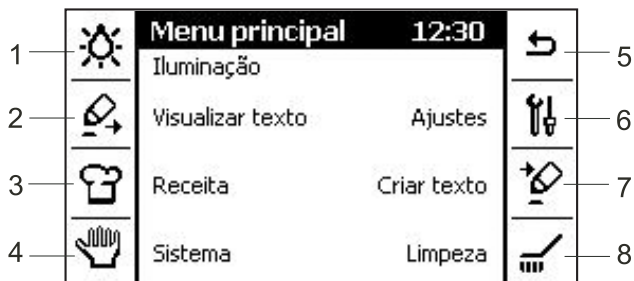 Menu principal 12:30
1 Iluminação 5
2 Visualizar texto Ajustes 6
3 Receita Criar texto 7
4 Sistema Limpeza 8